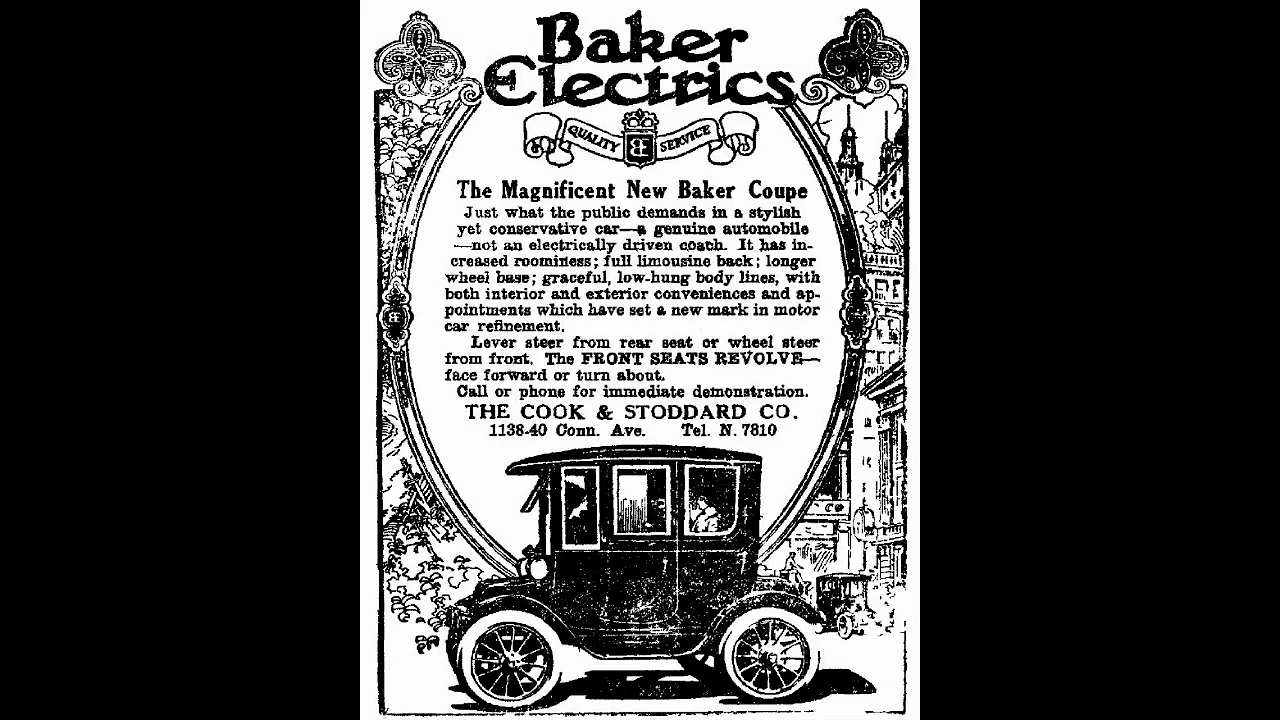 Baker
Electrics
QUALITY SERVICE
The Magnificent New Baker Coupe
Just what the public demands in a stylish
yet conservative car—a genuine automobile
—not an electrically driven coach. It has in-
creased roominess; full limousine back; longer
wheel base; graceful, low-hung body lines, with
both interior and exterior conveniences and ap-
pointments which have set a new mark in motor
car refinement.
Lever steer from rear seat or wheel steer
from front. The FRONT SEATS REVOLVE—
face forward or turn about.
Call or phone for immediate demonstration.
THE COOK & STODDARD CO.
1138-40 Conn. Ave. Tel. N. 7810